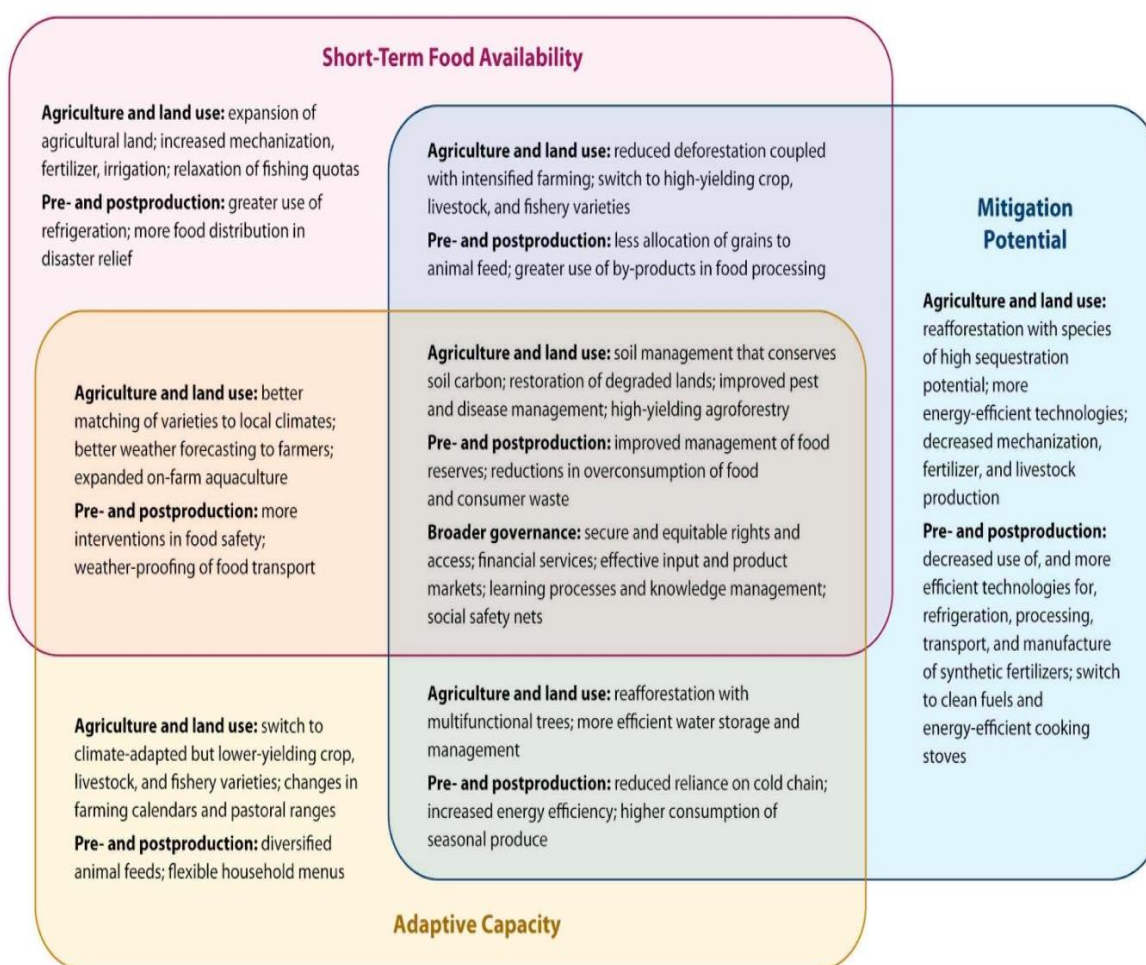 Short-Term Food Availability
Agriculture and land use: expansion of
agricultural land; increased mechanization,
fertilizer, irrigation; relaxation of fishing quotas
Pre- and postproduction: greater use of
refrigeration; more food distribution in
disaster relief
Agriculture and land use: reduced deforestation coupled
with intensified farming; switch to high-yielding crop,
livestock, and fishery varieties
Pre- and postproduction: less allocation of grains to
animal feed; greater use of by-products in food processing
Mitigation
Potential
Agriculture and land use:
reafforestation with species
of high sequestration
potential; more
energy-efficient technologies;
decreased mechanization,
fertilizer, and livestock
production
Pre- and postproduction:
decreased use of, and more
efficient technologies for,
refrigeration, processing,
transport, and manufacture
of synthetic fertilizers; switch
to clean fuels and
energy-efficient cooking
stoves
Agriculture and land use: better
matching of varieties to local climates;
better weather forecasting to farmers;
expanded on-farm aquaculture
Pre- and postproduction: more
interventions in food safety;
weather-proofing of food transport
Agriculture and land use: soil management that conserves
soil carbon; restoration of degraded lands; improved pest
and disease management; high-yielding agroforestry
Pre- and postproduction: improved management of food
reserves; reductions in overconsumption of food
and consumer waste
Broader governance: secure and equitable rights and
access; financial services; effective input and product
markets; learning processes and knowledge management;
social safety nets
Agriculture and land use: switch to
climate-adapted but lower-yielding crop,
livestock, and fishery varieties; changes in
farming calendars and pastoral ranges
Pre- and postproduction: diversified
animal feeds; flexible household menus
Agriculture and land use: reafforestation with
multifunctional trees; more efficient water storage and
management
Pre- and postproduction: reduced reliance on cold chain;
increased energy efficiency; higher consumption of
seasonal produce
Adaptive Capacity